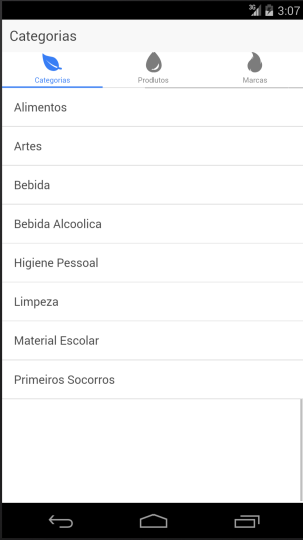 3G 3:07
Categorias
Categorias Produtos Marcas
Alimentos
Artes
Bebida
Bebida Alcoolica
Higiene Pessoal
Limpeza
Material Escolar
Primeiros Socorros